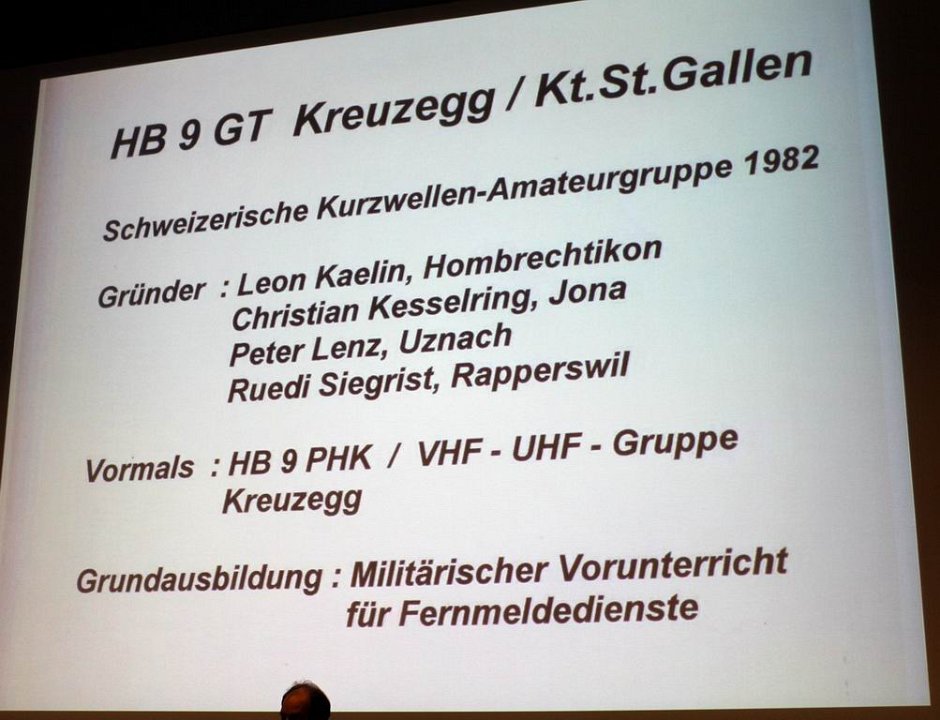 HB 9 GT Kreuzegg / Kt.St.Gallen
Schweizerische Kurzwellen-Amateurgruppe 1982
Gründer : Leon Kaelin, Hombrechtikon
Christian Kesselring, Jona
Peter Lenz, Uznach
Ruedi Siegrist, Rapperswil
Vormals : HB 9 PHK / VHF - UHF - Gruppe
Kreuzegg
Grundausbildung : Militärischer Vorunterricht
für Fernmeldedienste